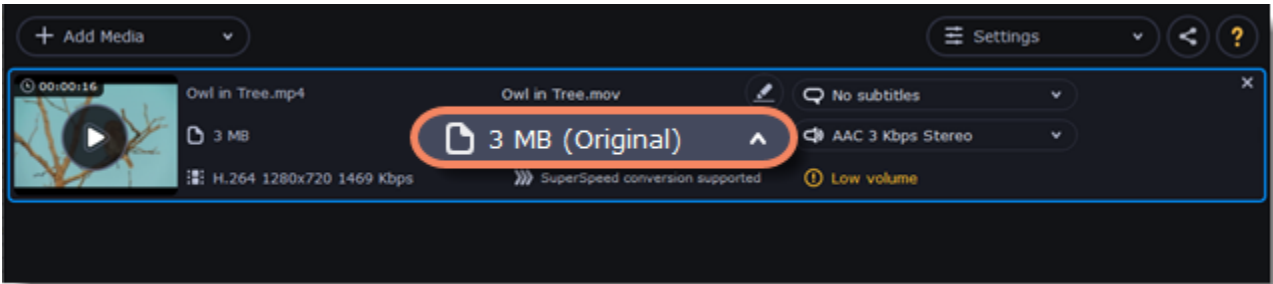 Add Media
Settings
?
00:00:16
Owl in Tree.mp4
Owl in Tree.mov
No subtitles
3 MB
3 MB (Original)
AAC 3 Kbps Stereo
H.264 1280x720 1469 Kbps
SuperSpeed conversion supported
Low volume